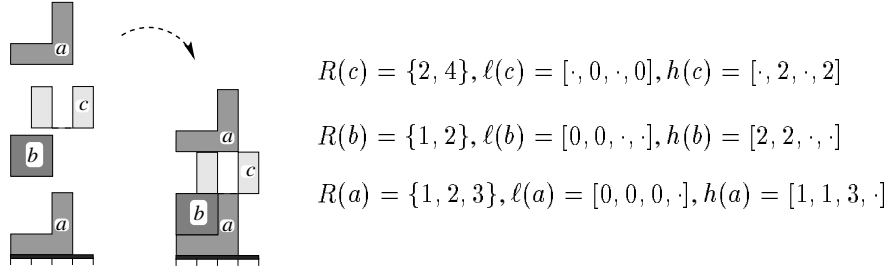 a
c
b
a
a
c
b
a
R(c) = {2, 4}, ℓ(c) = [·, 0, ·, 0], h(c) = [·, 2, ·, 2]
R(b) = {1, 2}, ℓ(b) = [0, 0, ·, ·], h(b) = [2, 2, ·, ·]
R(a) = {1, 2, 3}, ℓ(a) = [0, 0, 0, ·], h(a) = [1, 1, 3, ·]